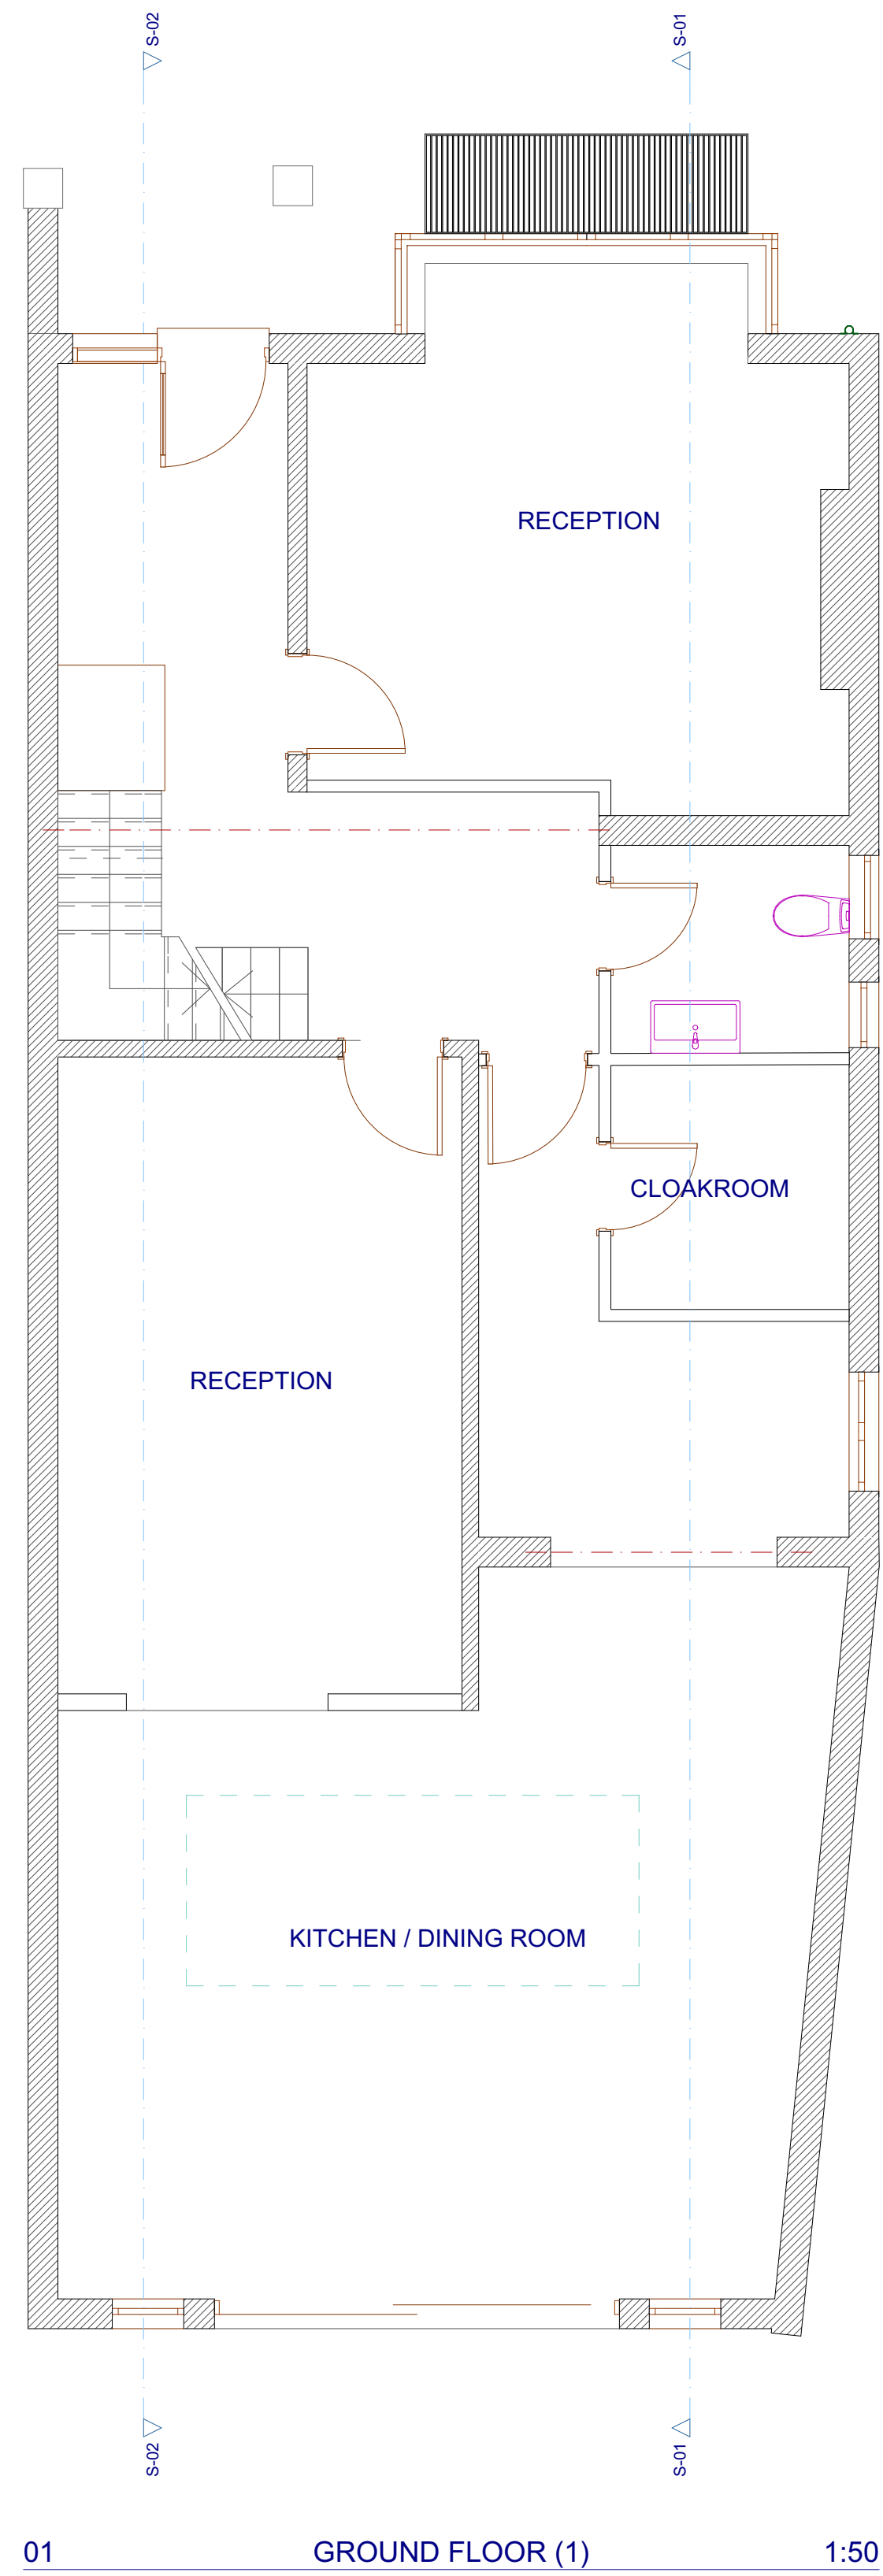 S-02
S-01
RECEPTION
CLOAKROOM
RECEPTION
KITCHEN / DINING ROOM
S-02
S-01
01 GROUND FLOOR (1) 1:50